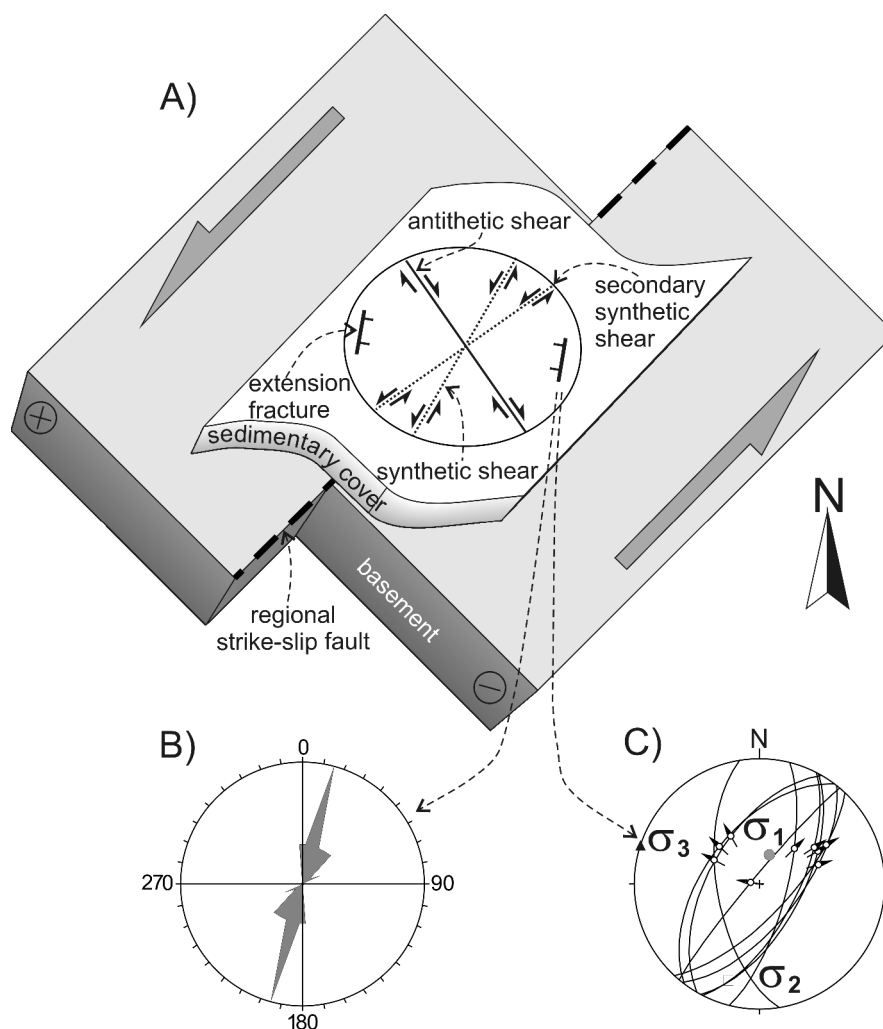 A)
antithetic shear
secondary
synthetic
shear
extension
fracture
sedimentary cover
synthetic shear
N
regional
strike-slip fault
basement
+
−
B)
0
270
90
180
C)
N
σ3
σ1
σ2